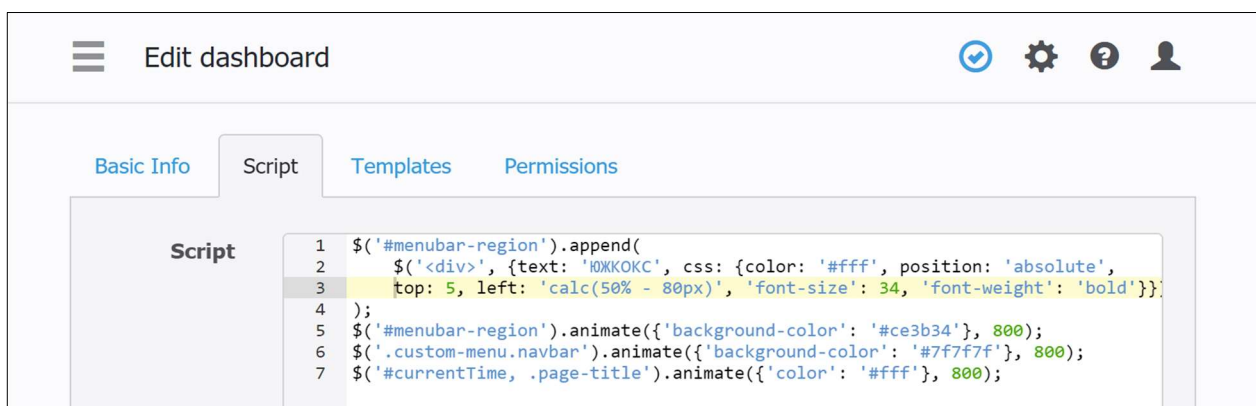 Edit dashboard
Basic Info Script Templates Permissions
Script
1 $('#menubar-region').append(
2 $('<div>', {text: 'ЮЖКОКС', css: {color: '#fff', position: 'absolute',
3 top: 5, left: 'calc(50% - 80px)', 'font-size': 34, 'font-weight': 'bold'}})
4 );
5 $('#menubar-region').animate({'background-color': '#ce3b34'}, 800);
6 $('.custom-menu.navbar').animate({'background-color': '#7f7f7f'}, 800);
7 $('#currentTime, .page-title').animate({'color': '#fff'}, 800);